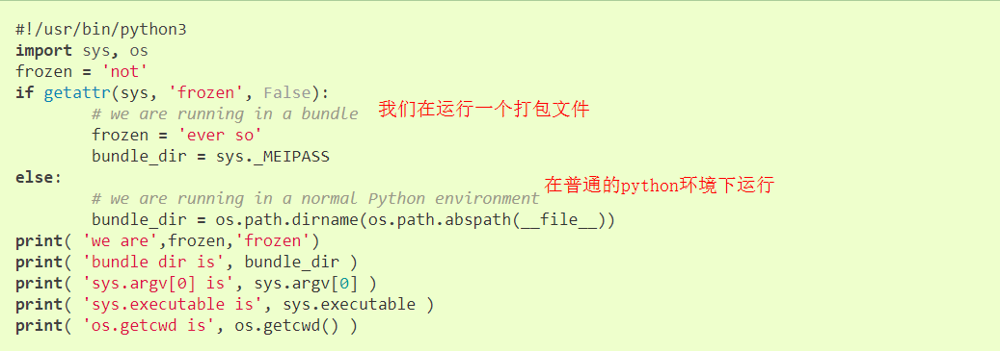 #!/usr/bin/python3
import sys, os
frozen = 'not'
if getattr(sys, 'frozen', False):
        # we are running in a bundle 我们在运行一个打包文件
        frozen = 'ever so'
        bundle_dir = sys._MEIPASS
else:
        # we are running in a normal Python environment 在普通的python环境下运行
        bundle_dir = os.path.dirname(os.path.abspath(__file__))
print( 'we are',frozen,'frozen')
print( 'bundle dir is', bundle_dir )
print( 'sys.argv[0] is', sys.argv[0] )
print( 'sys.executable is', sys.executable )
print( 'os.getcwd is', os.getcwd() )